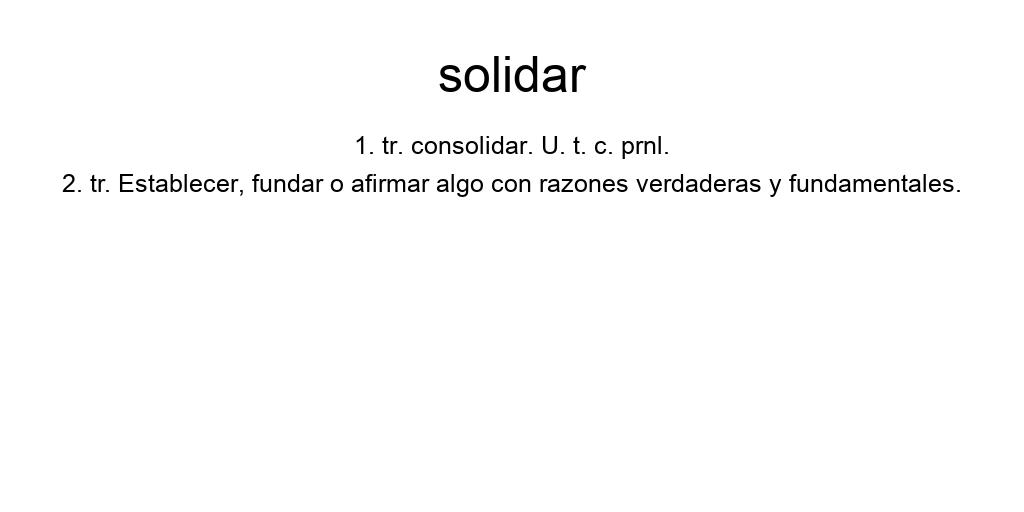 solidar
1. tr. consolidar. U. t. c. prnl.
2. tr. Establecer, fundar o afirmar algo con razones verdaderas y fundamentales.